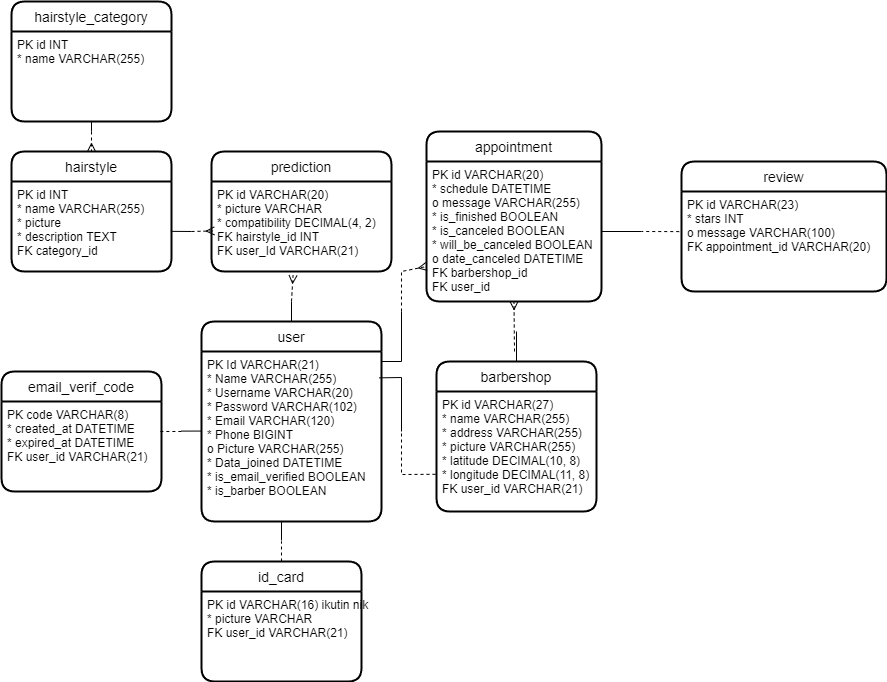 hairstyle_category
PK id INT
* name VARCHAR(255)
hairstyle
PK id INT
* name VARCHAR(255)
* picture
* description TEXT
FK category_id
prediction
PK id VARCHAR(20)
* picture VARCHAR
* compatibility DECIMAL(4, 2)
FK hairstyle_id INT
FK user_Id VARCHAR(21)
appointment
PK id VARCHAR(20)
* schedule DATETIME
o message VARCHAR(255)
* is_finished BOOLEAN
* is_canceled BOOLEAN
* will_be_canceled BOOLEAN
o date_canceled DATETIME
FK barbershop_id
FK user_id
review
PK id VARCHAR(23)
* stars INT
o message VARCHAR(100)
FK appointment_id VARCHAR(20)
user
PK Id VARCHAR(21)
* Name VARCHAR(255)
* Username VARCHAR(20)
* Password VARCHAR(102)
* Email VARCHAR(120)
* Phone BIGINT
o Picture VARCHAR(255)
* Data_joined DATETIME
* is_email_verified BOOLEAN
* is_barber BOOLEAN
email_verif_code
PK code VARCHAR(8)
* created_at DATETIME
* expired_at DATETIME
FK user_id VARCHAR(21)
barbershop
PK id VARCHAR(27)
* name VARCHAR(255)
* address VARCHAR(255)
picture VARCHAR(255)
* latitude DECIMAL(10, 8)
* longitude DECIMAL(11, 8)
FK user_id VARCHAR(21)
id_card
PK id VARCHAR(16) ikutin nik
* picture VARCHAR
FK user_id VARCHAR(21)